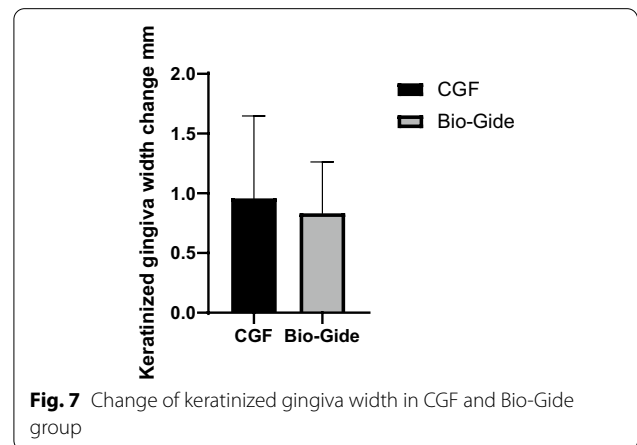 Keratinized gingiva width change mm
2.0
1.5
1.0
0.5
0.0
CGF
Bio-Gide
CGF Bio-Gide
Fig. 7 Change of keratinized gingiva width in CGF and Bio-Gide
group